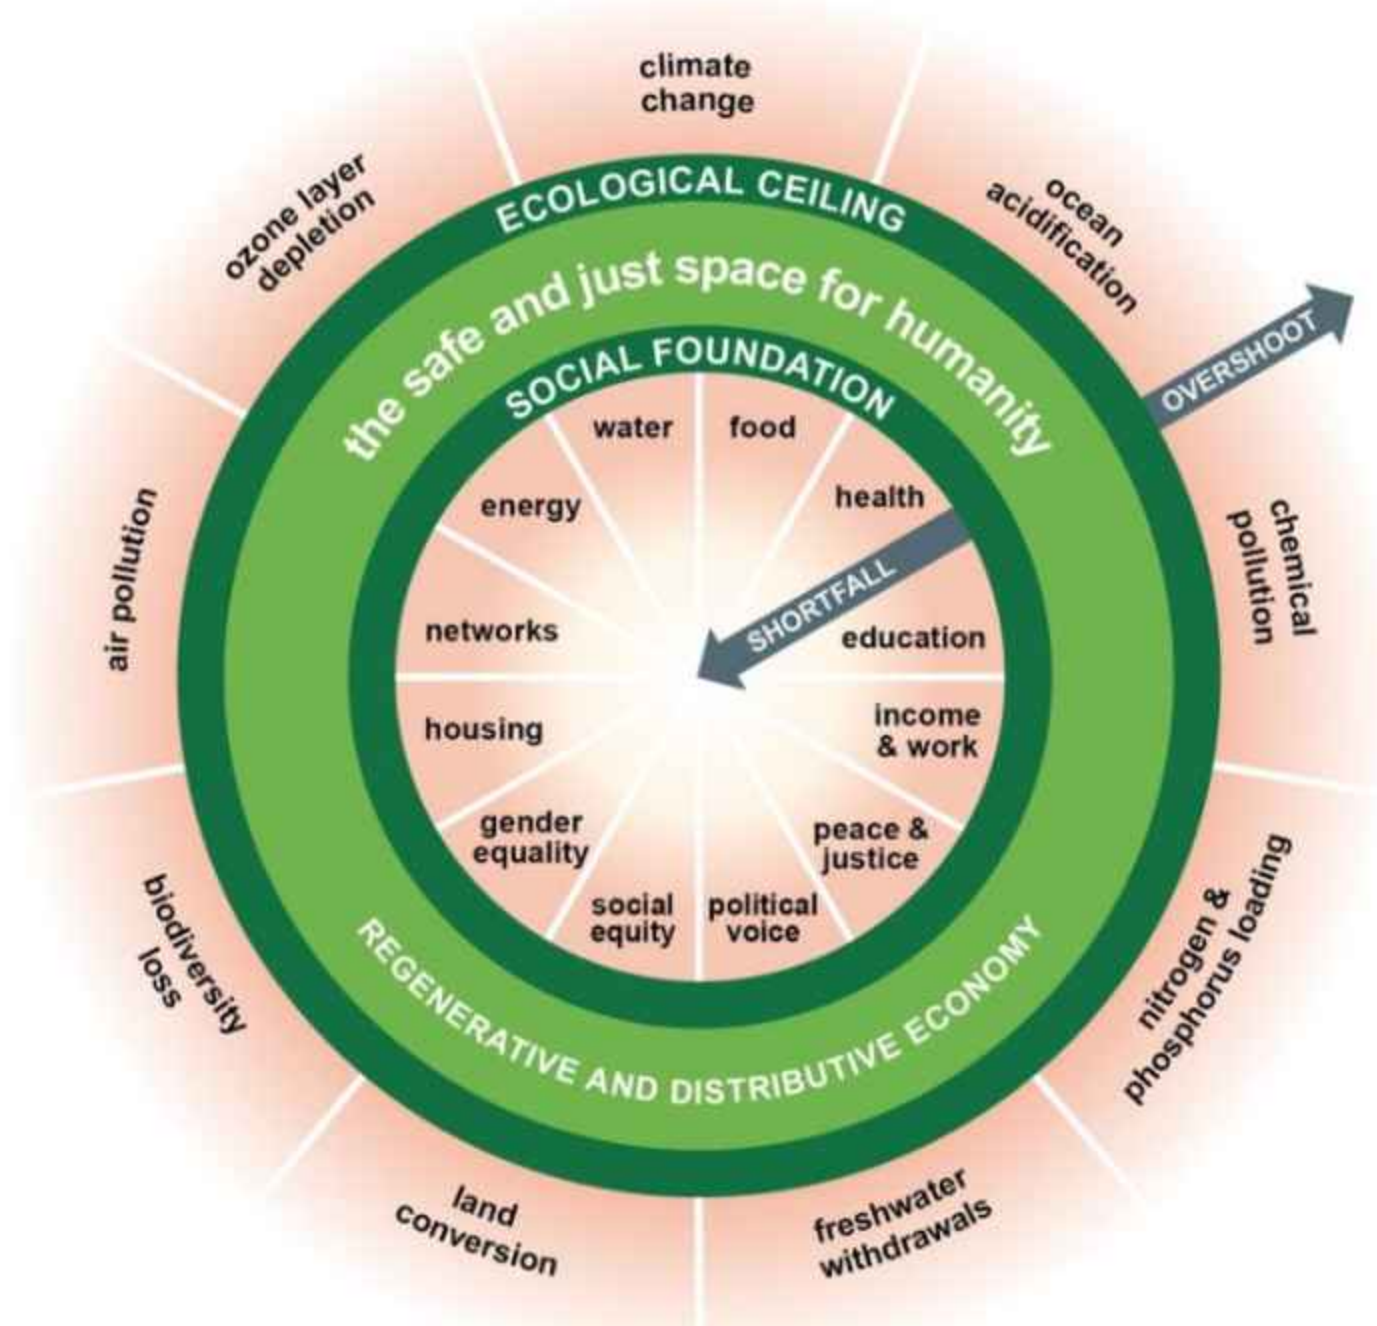 climate
change
ocean
acidification
OVERSHOOT
chemical
pollution
nitrogen &
phosphorus loading
freshwater
withdrawals
land
conversion
biodiversity
loss
air pollution
ozone layer
depletion
ECOLOGICAL CEILING
the safe and just space for humanity
SOCIAL FOUNDATION
water
food
health
SHORTFALL
education
income
& work
peace &
justice
political
voice
social
equity
gender
equality
housing
networks
energy
REGENERATIVE AND DISTRIBUTIVE ECONOMY